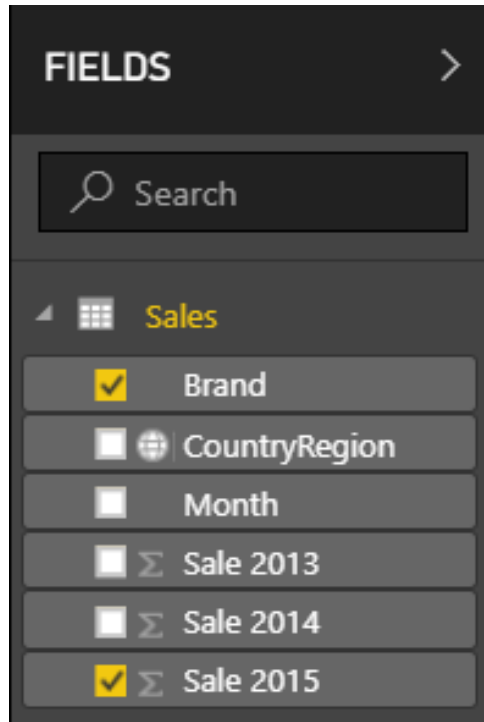 FIELDS
Search
Sales
Brand
CountryRegion
Month
Sale 2013
Sale 2014
Sale 2015